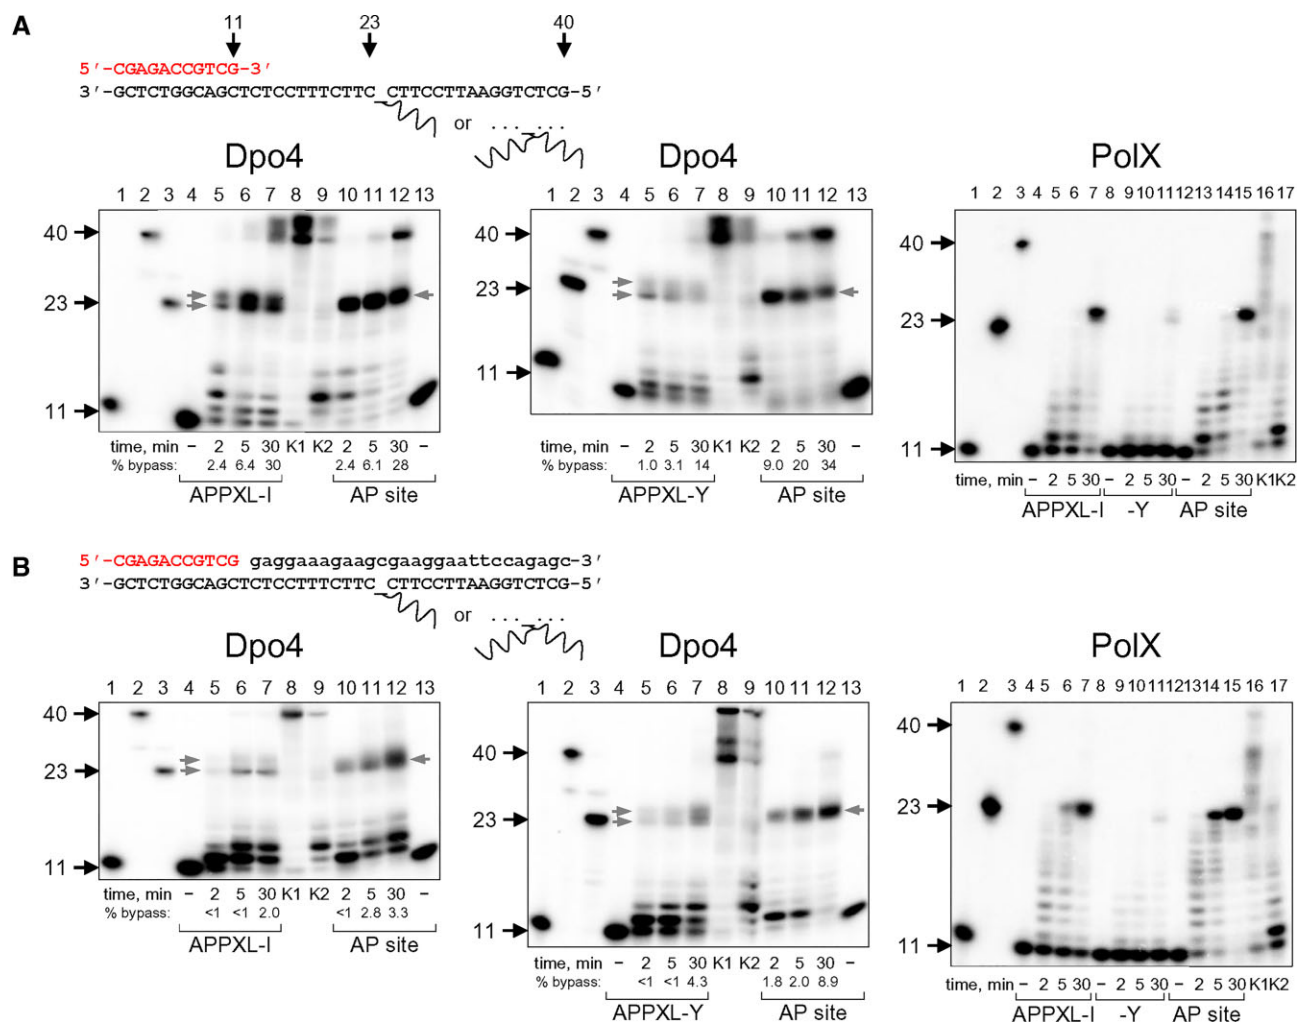 A
11 23 40
5′-CGAGACCGTCG-3′
3′-GCTCTGGCAGCTCTCCTTTCTTC CTTCCTTAAGGTCTCG-5′
or ... ...
Dpo4
1 2 3 4 5 6 7 8 9 10 11 12 13
40
23
11
time, min – 2 5 30 K1 K2 2 5 30 –
% bypass: 2.4 6.4 30 2.4 6.1 28
APPXL-I AP site
Dpo4
1 2 3 4 5 6 7 8 9 10 11 12 13
40
23
11
time, min – 2 5 30 K1 K2 2 5 30 –
% bypass: 1.0 3.1 14 9.0 20 34
APPXL-Y AP site
PolX
1 2 3 4 5 6 7 8 9 10 11 12 13 14 15 16 17
40
23
11
time, min – 2 5 30 – 2 5 30 – 2 5 30 K1 K2
APPXL-I -Y AP site
B
5′-CGAGACCGTCG gaggaaagaagcgaaggaattccagagc-3′
3′-GCTCTGGCAGCTCTCCTTTCTTC CTTCCTTAAGGTCTCG-5′
or ... ...
Dpo4
1 2 3 4 5 6 7 8 9 10 11 12 13
40
23
11
time, min – 2 5 30 K1 K2 2 5 30 –
% bypass: <1 <1 2.0 <1 2.8 3.3
APPXL-I AP site
Dpo4
1 2 3 4 5 6 7 8 9 10 11 12 13
40
23
11
time, min – 2 5 30 K1 K2 2 5 30 –
% bypass: <1 <1 4.3 1.8 2.0 8.9
APPXL-Y AP site
PolX
1 2 3 4 5 6 7 8 9 10 11 12 13 14 15 16 17
40
23
11
time, min – 2 5 30 – 2 5 30 – 2 5 30 K1 K2
APPXL-I -Y AP site